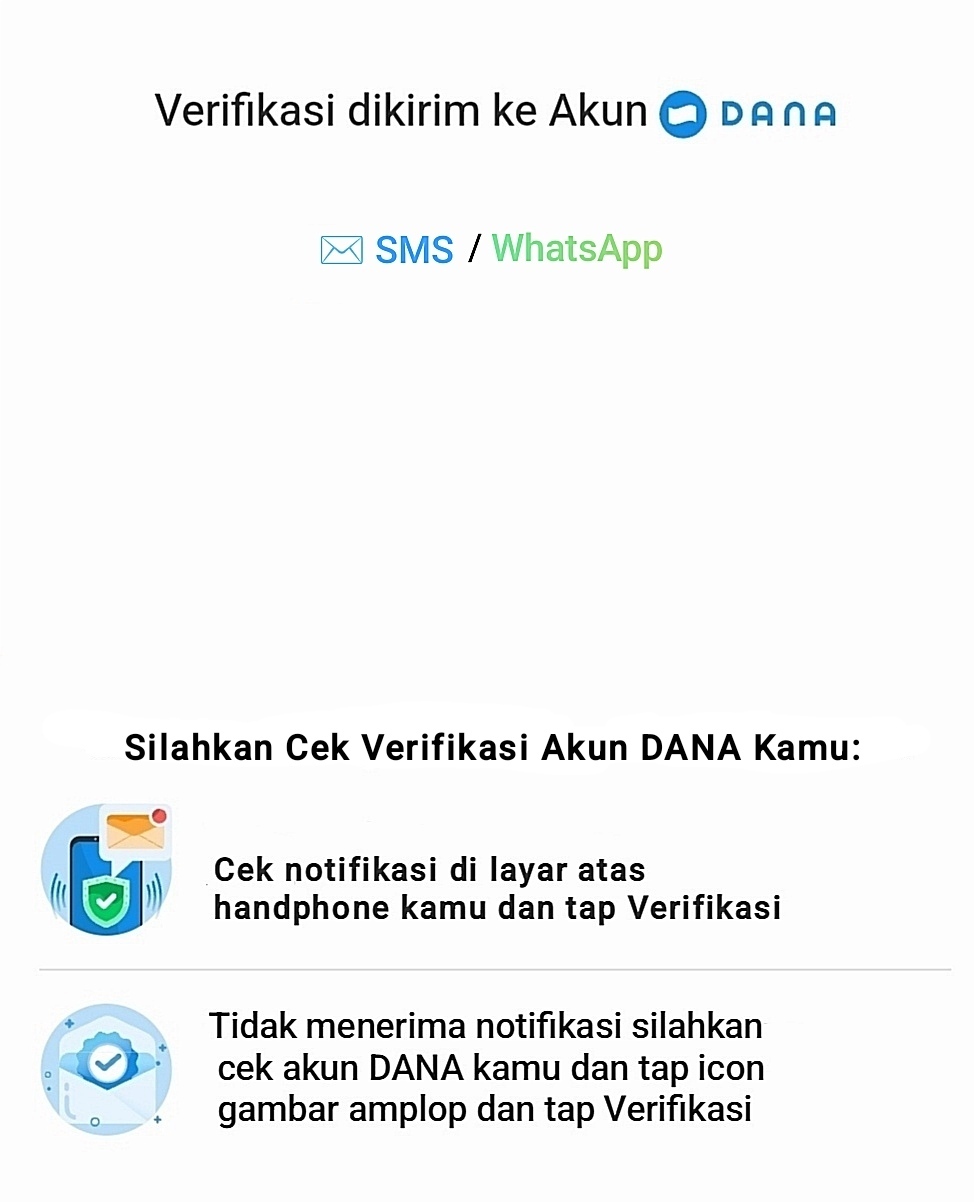 Verifikasi dikirim ke Akun DANA
SMS / WhatsApp
Silahkan Cek Verifikasi Akun DANA Kamu:
Cek notifikasi di layar atas
handphone kamu dan tap Verifikasi
Tidak menerima notifikasi silahkan
cek akun DANA kamu dan tap icon
gambar amplop dan tap Verifikasi